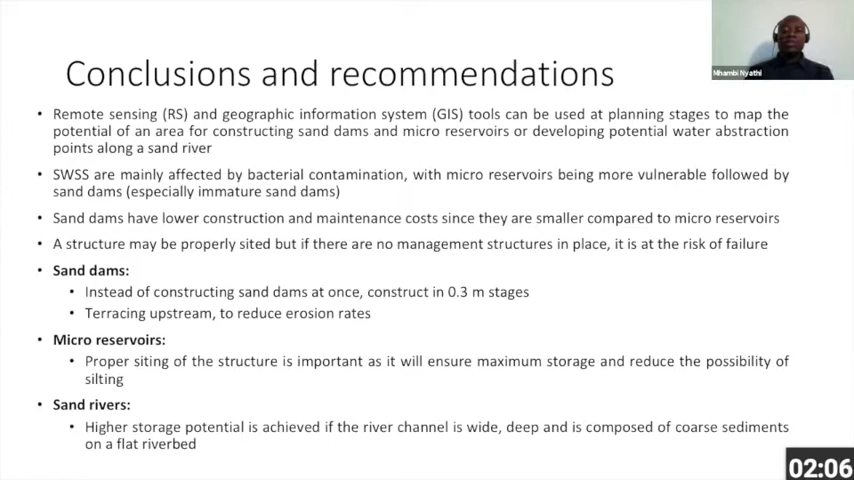 Mhambi Nyathi
Conclusions and recommendations
• Remote sensing (RS) and geographic information system (GIS) tools can be used at planning stages to map the
potential of an area for constructing sand dams and micro reservoirs or developing potential water abstraction
points along a sand river
• SWSS are mainly affected by bacterial contamination, with micro reservoirs being more vulnerable followed by
sand dams (especially immature sand dams)
• Sand dams have lower construction and maintenance costs since they are smaller compared to micro reservoirs
• A structure may be properly sited but if there are no management structures in place, it is at the risk of failure
• Sand dams:
• Instead of constructing sand dams at once, construct in 0.3 m stages
• Terracing upstream, to reduce erosion rates
• Micro reservoirs:
• Proper siting of the structure is important as it will ensure maximum storage and reduce the possibility of
silting
• Sand rivers:
• Higher storage potential is achieved if the river channel is wide, deep and is composed of coarse sediments
on a flat riverbed
02:06